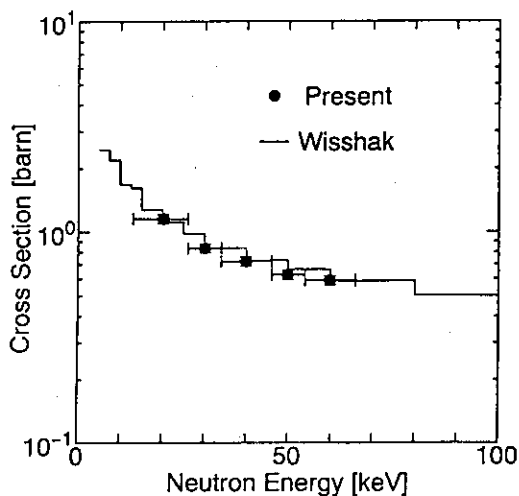 10^1
Present
Wisshak
Cross Section [barn]
10^0
10^-1
0
50
100
Neutron Energy [keV]